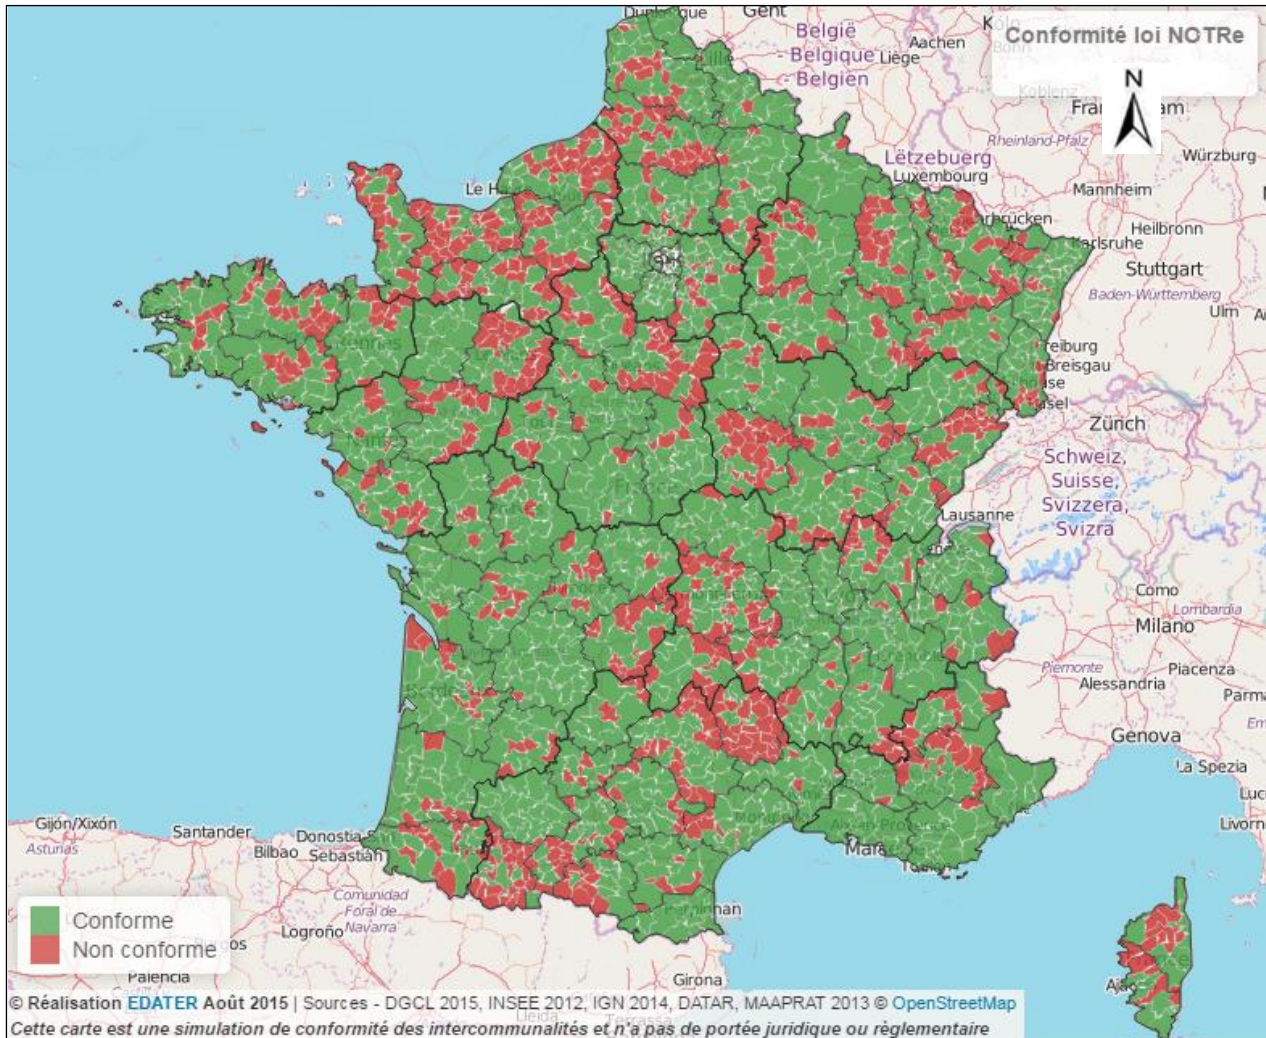 Dunkerque
Gent
België
- Belgique
- Belgien
Aachen
Liège
Conformité loi NOTRe
N
Koblenz
Lille
Rheinland-Pfalz
Lëtzebuerg
Luxembourg
Würzburg
Mannheim
Heilbronn
Karlsruhe
Stuttgart
Baden-Württemberg
Ulm
Zürich
Schweiz,
Suisse,
Svizzera,
Svizra
Lausanne
Como
Lombardia
Milano
Piemonte
Piacenza
Alessandria
Genova
La Spezia
Gijón/Xixón
Asturias
Santander
Bilbao
Sebastián
Comunidad
Foral de
Navarra
Logroño
Palencia
Girona
Conforme
Non conforme
© Réalisation EDATER Août 2015 | Sources - DGCL 2015, INSEE 2012, IGN 2014, DATAR, MAAPRAT 2013 © OpenStreetMap
Cette carte est une simulation de conformité des intercommunalités et n'a pas de portée juridique ou règlementaire